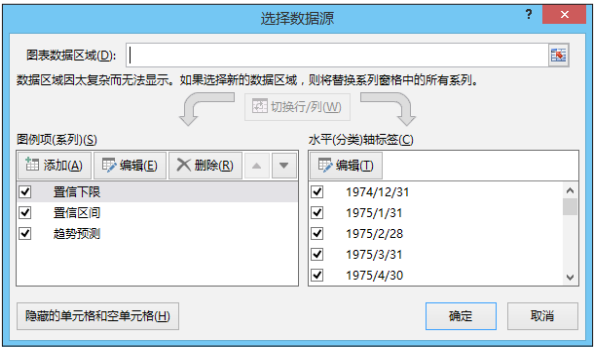 选择数据源
? ×
图表数据区域(D):
数据区域因太复杂而无法显示。如果选择新的数据区域，则将替换系列窗格中的所有系列。
切换行/列(W)
图例项(系列)(S)
添加(A) 编辑(E) 删除(R)
置信下限
置信区间
趋势预测
水平(分类)轴标签(C)
编辑(T)
1974/12/31
1975/1/31
1975/2/28
1975/3/31
1975/4/30
隐藏的单元格和空单元格(H)
确定 取消